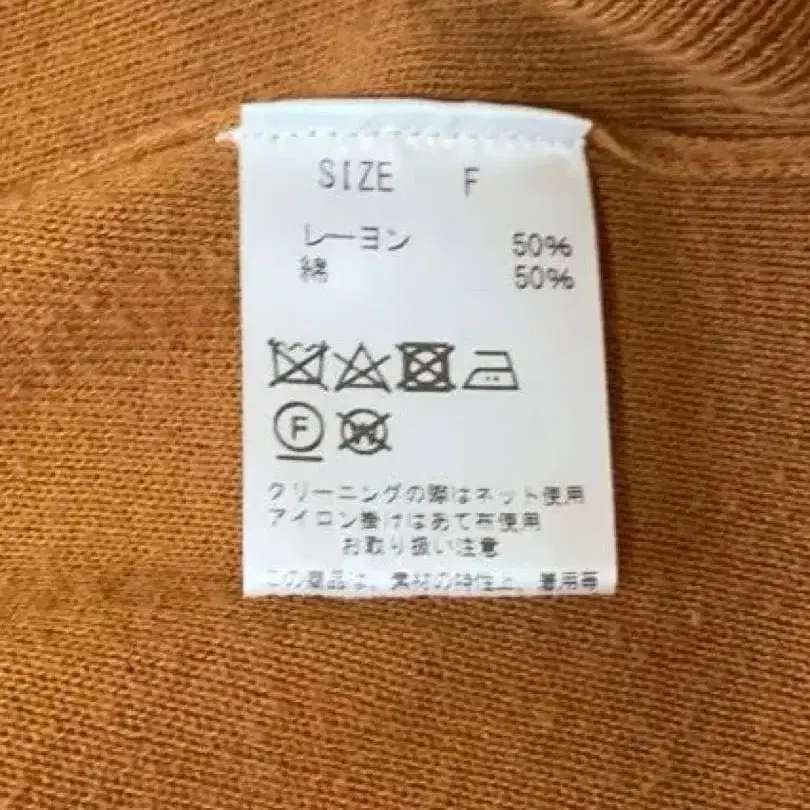 SIZE F
レーヨン 50%
綿 50%
F
W
クリーニングの際はネット使用
アイロン掛けはあて布使用
お取り扱い注意
この商品は、素材の特性上、着用等